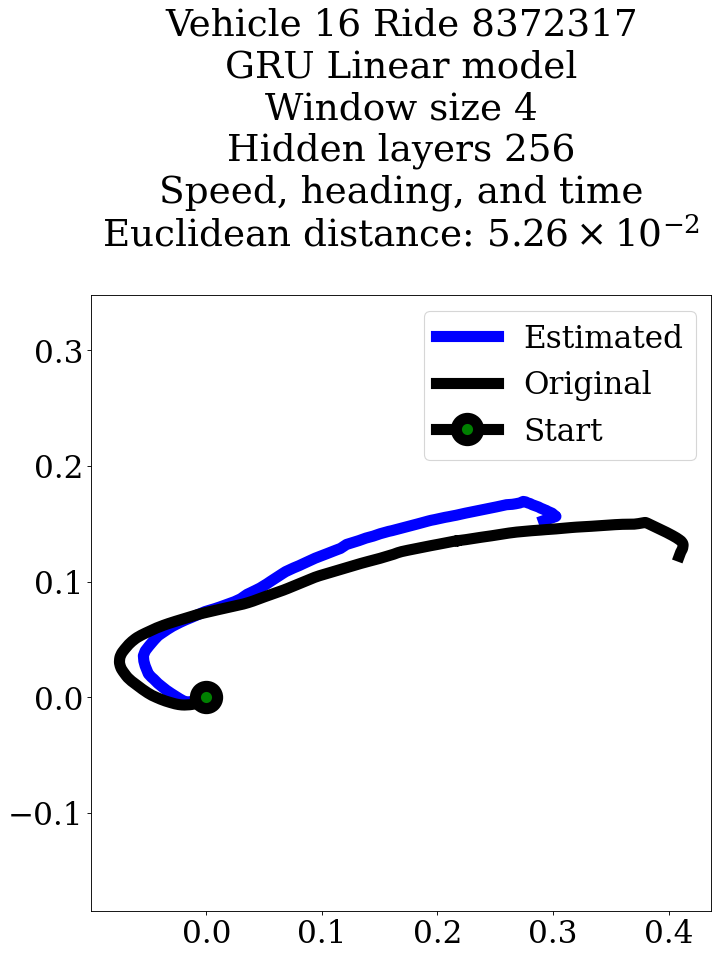 Vehicle 16 Ride 8372317
GRU Linear model
Window size 4
Hidden layers 256
Speed, heading, and time
Euclidean distance: 5.26 × 10⁻²
Estimated
Original
Start
0.3
0.2
0.1
0.0
−0.1
0.0 0.1 0.2 0.3 0.4